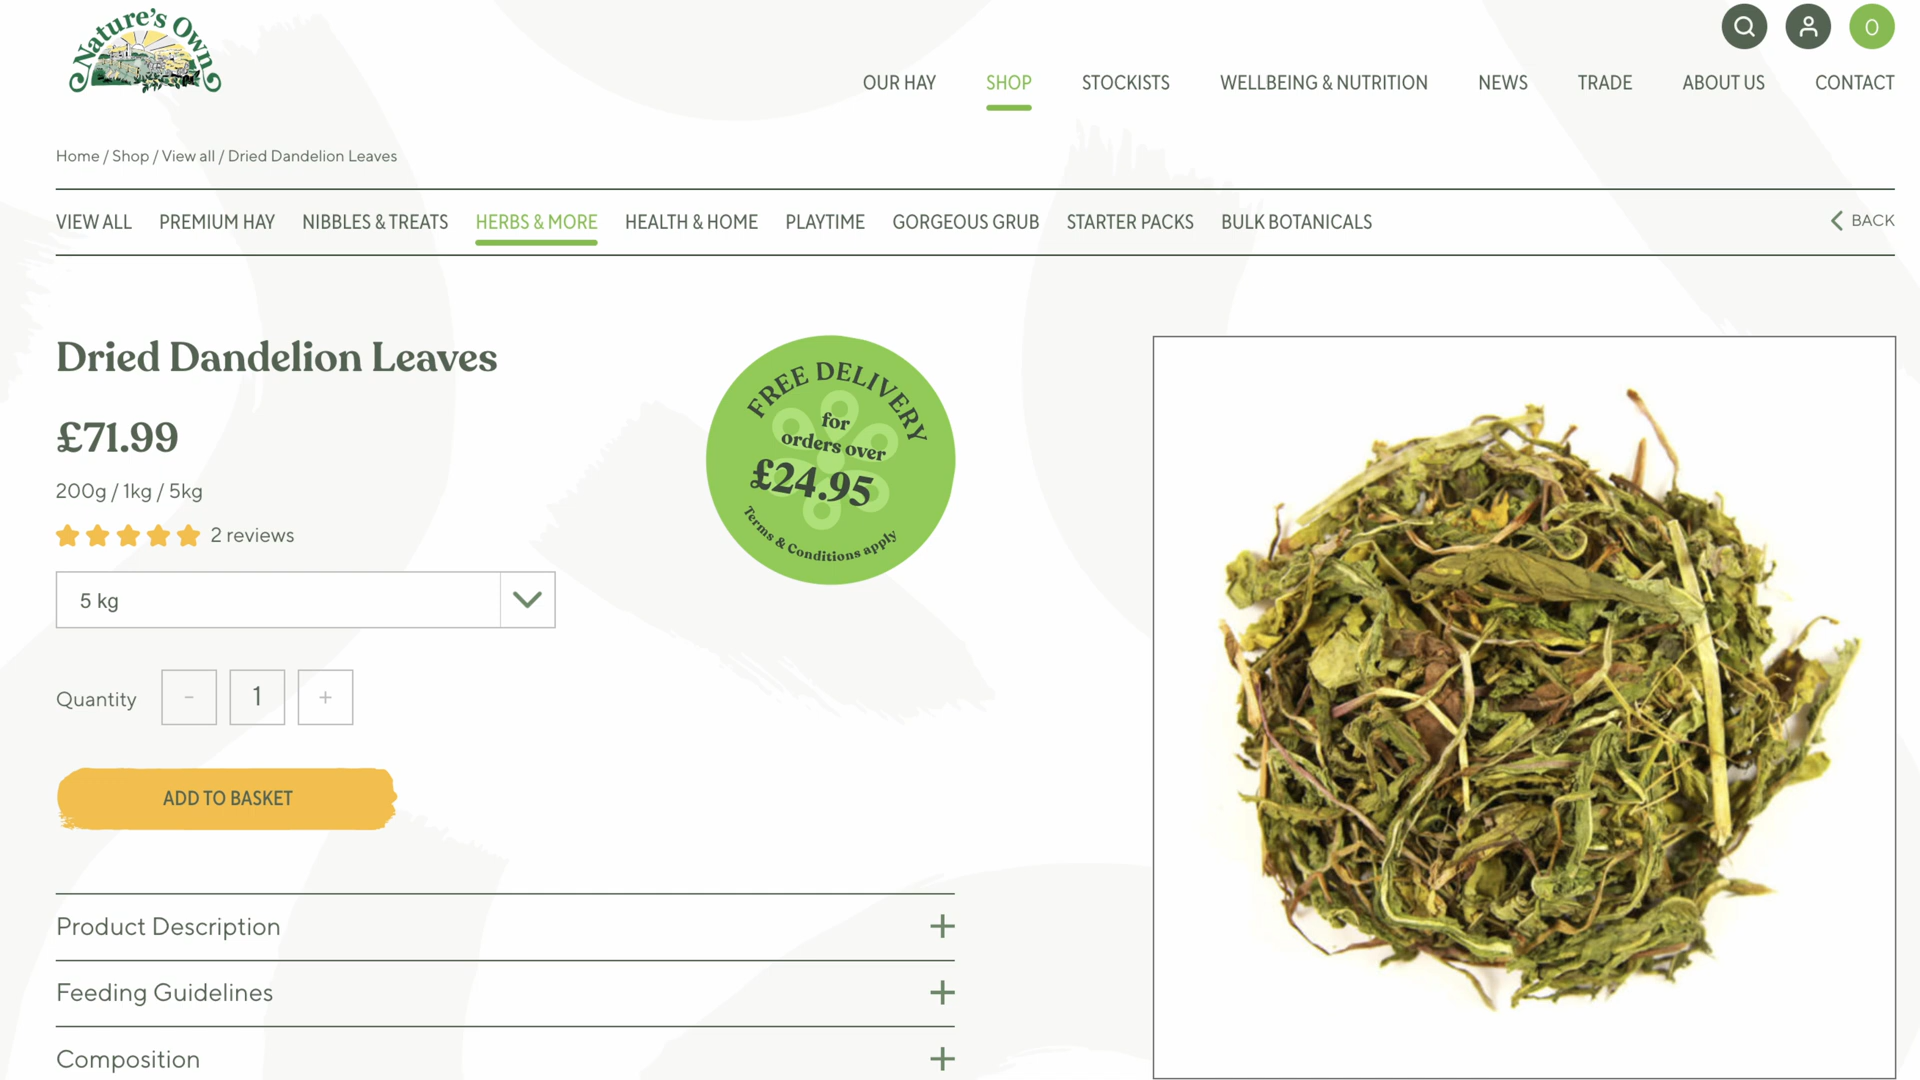 Nature's Own
0
OUR HAY
SHOP
STOCKISTS
WELLBEING & NUTRITION
NEWS
TRADE
ABOUT US
CONTACT
Home / Shop / View all / Dried Dandelion Leaves
VIEW ALL
PREMIUM HAY
NIBBLES & TREATS
HERBS & MORE
HEALTH & HOME
PLAYTIME
GORGEOUS GRUB
STARTER PACKS
BULK BOTANICALS
BACK
Dried Dandelion Leaves
£71.99
200g / 1kg / 5kg
2 reviews
5 kg
Quantity
-
1
+
ADD TO BASKET
FREE DELIVERY
for
orders over
£24.95
Terms & Conditions apply
Product Description
Feeding Guidelines
Composition